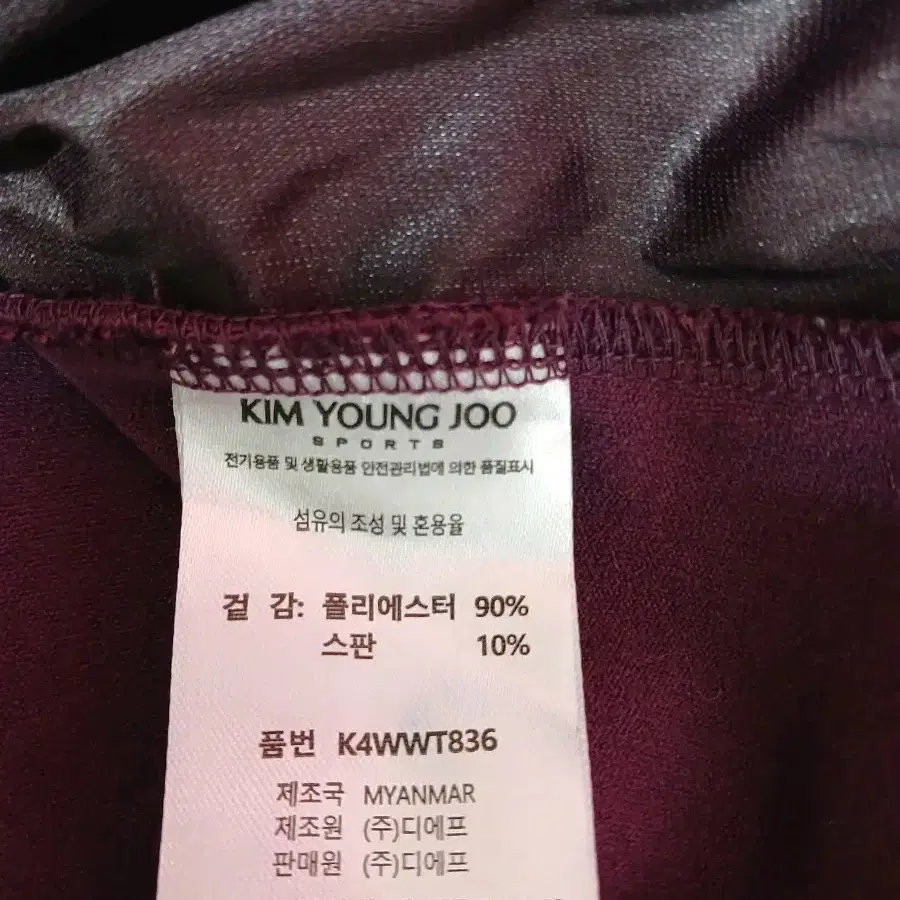 KIM YOUNG JOO
SPORTS
전기용품 및 생활용품 안전관리법에 의한 품질표시
섬유의 조성 및 혼용율
겉 감: 폴리에스터 90%
스판 10%
품번 K4WWT836
제조국 MYANMAR
제조원 (주)디에프
판매원 (주)디에프